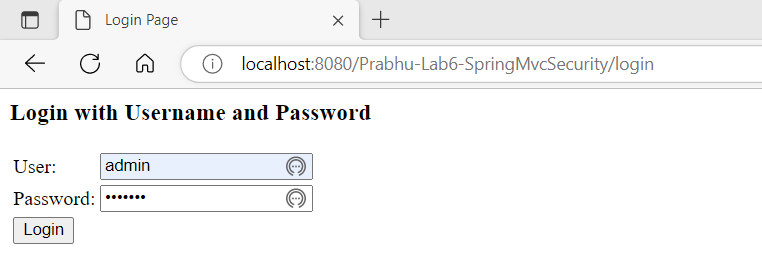 Login Page
localhost:8080/Prabhu-Lab6-SpringMvcSecurity/login
Login with Username and Password
User: admin
Password: •••••••
Login